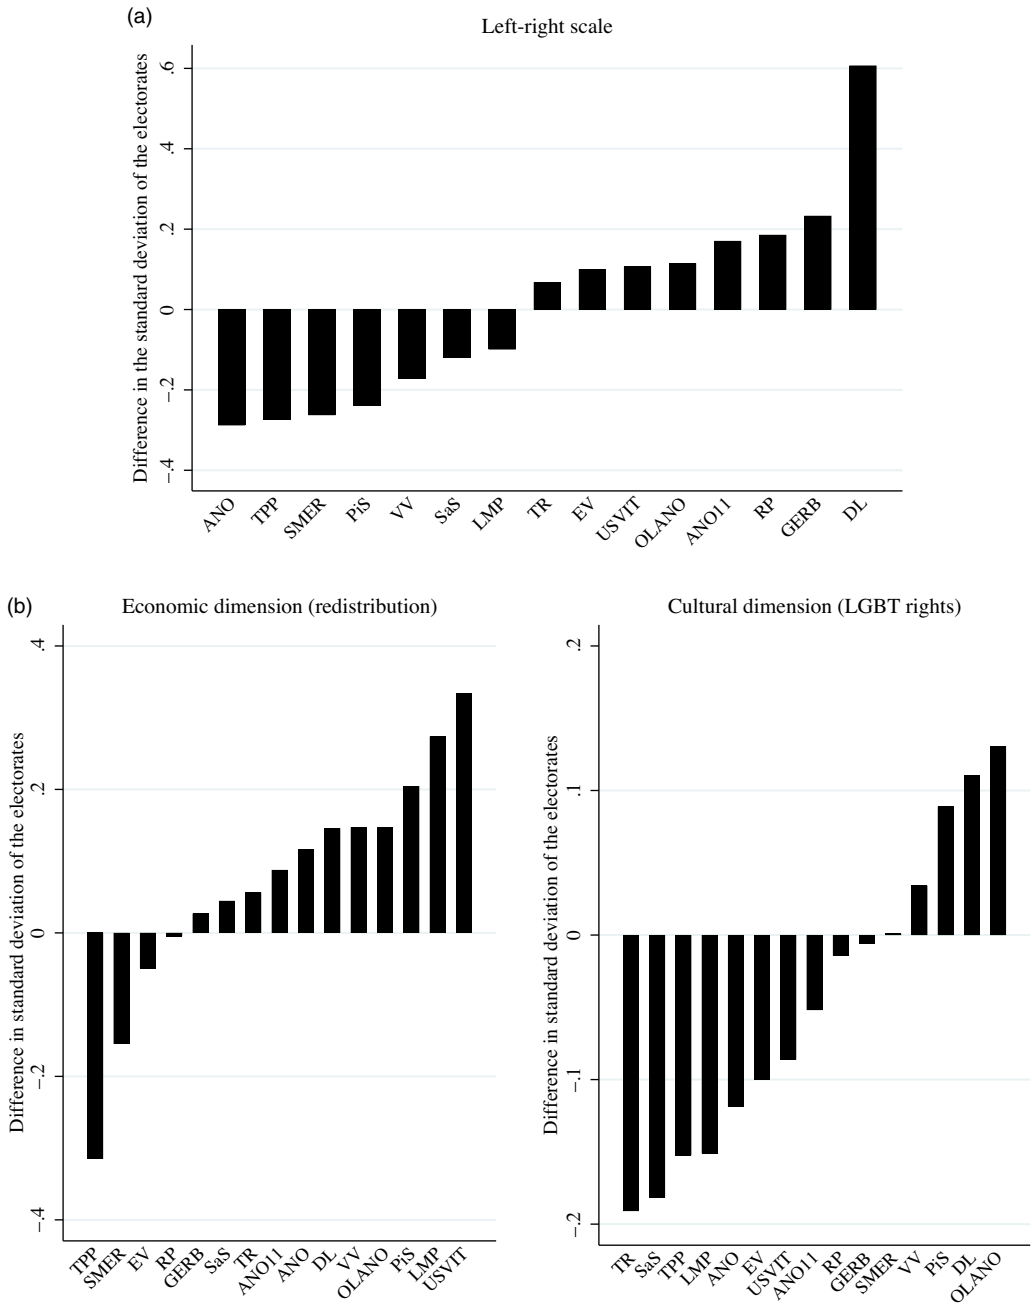 (a)
Left-right scale
Difference in the standard deviation of the electorates
.6
.4
.2
0
−.2
−.4
ANO TPP SMER PiS VV SaS LMP TR EV USVIT OLANO ANO11 RP GERB DL
(b)
Economic dimension (redistribution)
Difference in standard deviation of the electorates
.4
.2
0
−.2
−.4
TPP SMER EV RP GERB SaS TR ANO11 ANO DL VV OLANO PiS LMP USVIT
Cultural dimension (LGBT rights)
Difference in standard deviation of the electorates
.2
.1
0
−.1
−.2
TR SaS TPP LMP ANO EV USVIT ANO11 RP GERB SMER VV PiS DL OLANO